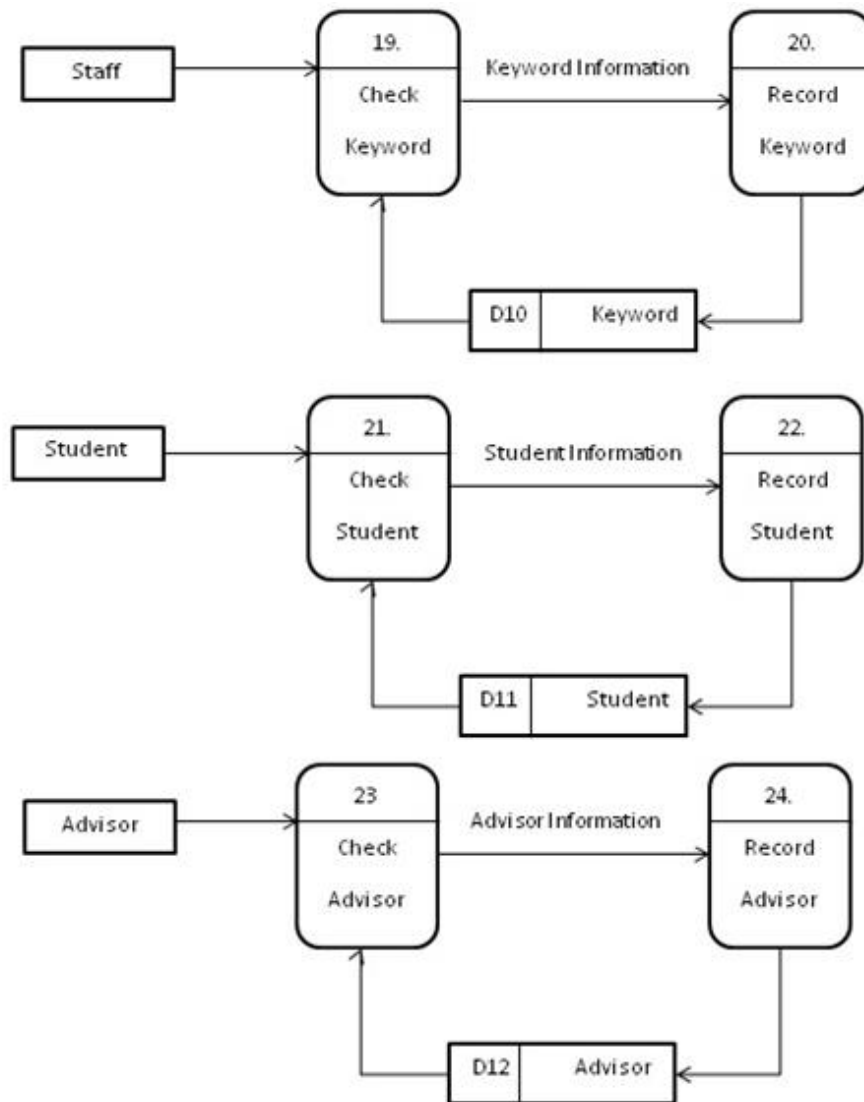 19.
20.
Staff
Keyword Information
Check
Keyword
Record
Keyword
D10 Keyword
21.
22.
Student
Student Information
Check
Student
Record
Student
D11 Student
23
24.
Advisor
Advisor Information
Check
Advisor
Record
Advisor
D12 Advisor